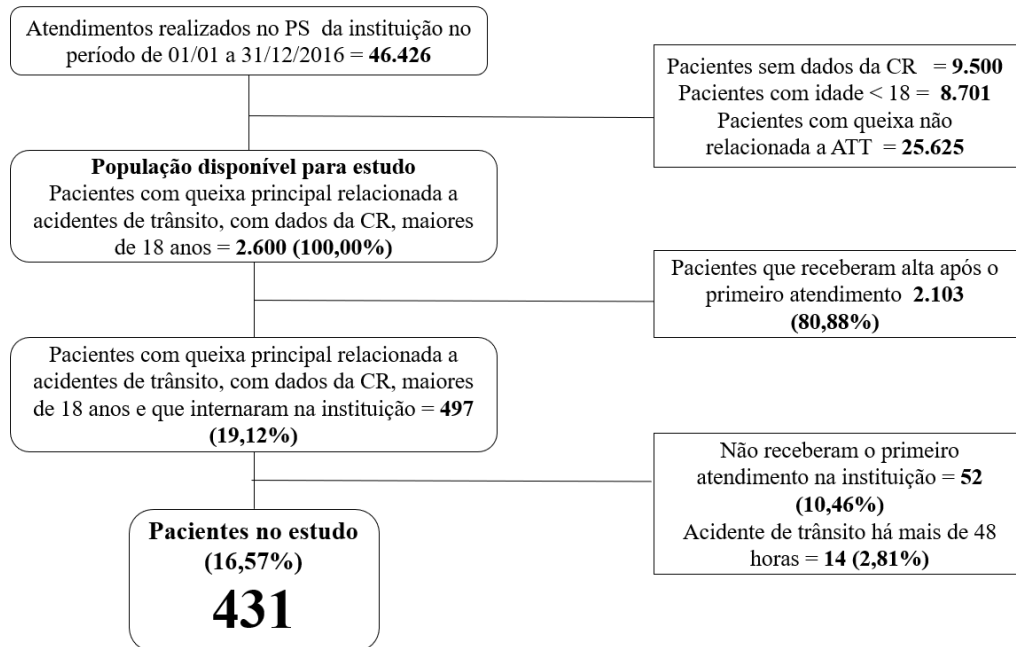 Atendimentos realizados no PS da instituição no
período de 01/01 a 31/12/2016 = 46.426
Pacientes sem dados da CR = 9.500
Pacientes com idade < 18 = 8.701
Pacientes com queixa não
relacionada a ATT = 25.625
População disponível para estudo
Pacientes com queixa principal relacionada a
acidentes de trânsito, com dados da CR, maiores
de 18 anos = 2.600 (100,00%)
Pacientes que receberam alta após o
primeiro atendimento 2.103
(80,88%)
Pacientes com queixa principal relacionada a
acidentes de trânsito, com dados da CR, maiores
de 18 anos e que internaram na instituição = 497
(19,12%)
Não receberam o primeiro
atendimento na instituição = 52
(10,46%)
Acidente de trânsito há mais de 48
horas = 14 (2,81%)
Pacientes no estudo
(16,57%)
431